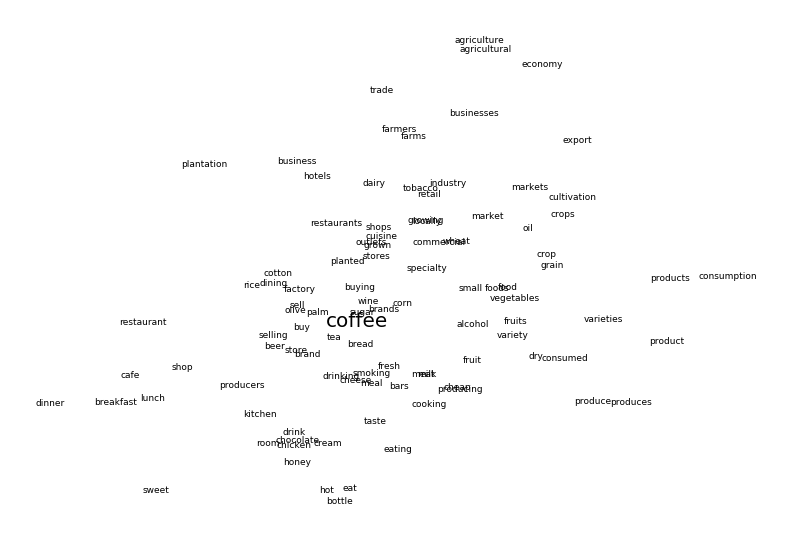 agriculture
agricultural
economy
trade
businesses
farmers
farms
export
business
plantation
hotels
dairy
industry
tobacco
markets
retail
cultivation
crops
market
growing
locally
restaurants
shops
oil
cuisine
outlets
commercial
wheat
grown
crop
stores
planted
grain
specialty
cotton
consumption
products
dining
rice
factory
buying
small
foods
food
vegetables
wine
corn
sell
brands
olive
palm
sugar
coffee
restaurant
alcohol
fruits
varieties
buy
selling
tea
variety
product
beer
bread
store
brand
dry
consumed
fruit
shop
fresh
cafe
smoking
meat
milk
drinking
cheese
meal
producers
bars
cheap
producing
lunch
dinner
breakfast
cooking
produce
produces
kitchen
taste
drink
chocolate
room
chicken
cream
eating
honey
sweet
hot
eat
bottle